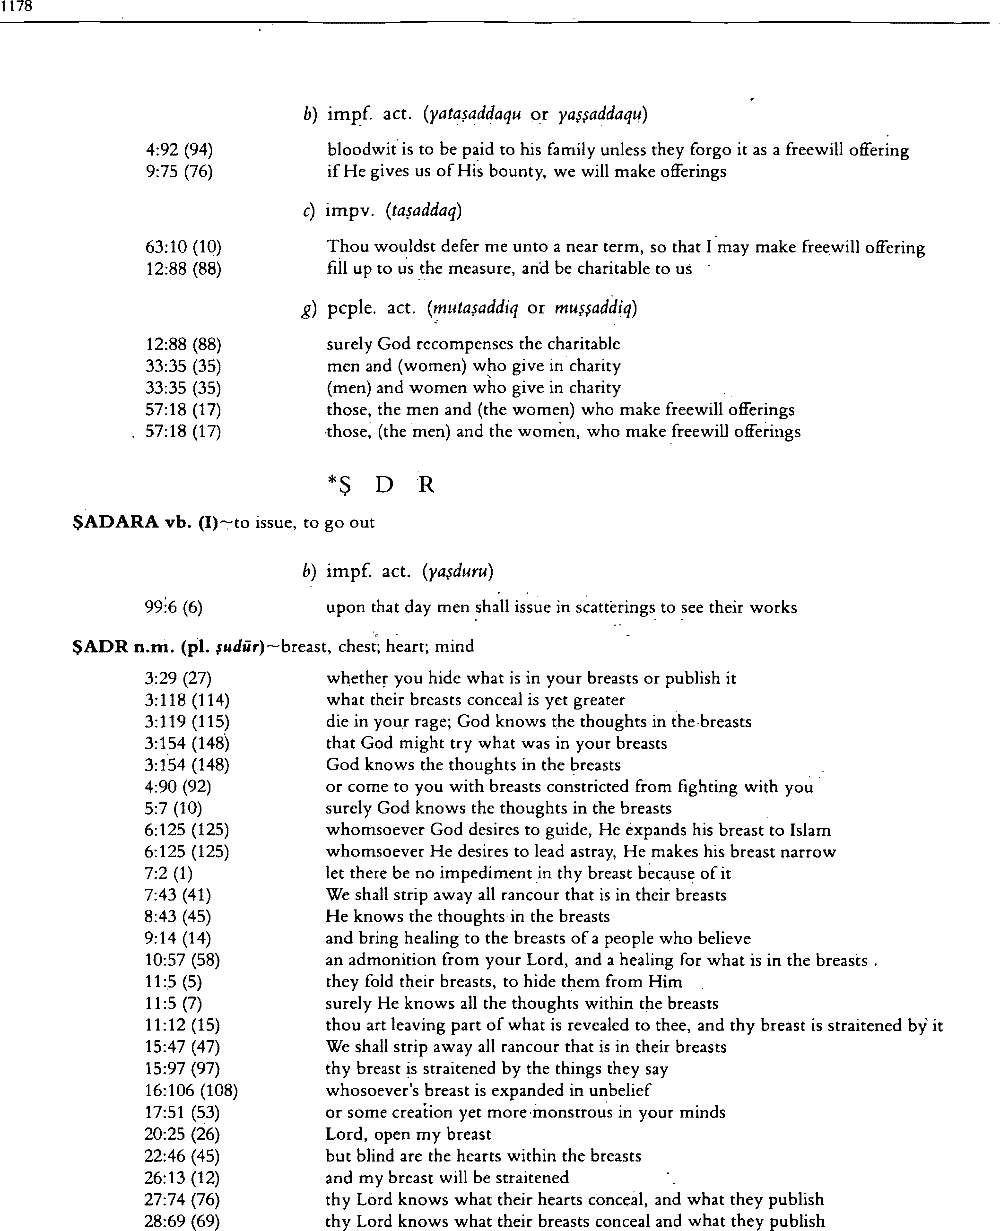 1178
b) impf. act. (yataṣaddaqu or yaṣṣaddaqu)
4:92 (94) bloodwit is to be paid to his family unless they forgo it as a freewill offering
9:75 (76) if He gives us of His bounty, we will make offerings
c) impv. (taṣaddaq)
63:10 (10) Thou wouldst defer me unto a near term, so that I may make freewill offering
12:88 (88) fill up to us the measure, and be charitable to us
g) pcple. act. (mutaṣaddiq or muṣṣaddiq)
12:88 (88) surely God recompenses the charitable
33:35 (35) men and (women) who give in charity
33:35 (35) (men) and women who give in charity
57:18 (17) those, the men and (the women) who make freewill offerings
57:18 (17) those, (the men) and the women, who make freewill offerings
*Ṣ D R
ṢADARA vb. (I)~to issue, to go out
b) impf. act. (yaṣduru)
99:6 (6) upon that day men shall issue in scatterings to see their works
ṢADR n.m. (pl. ṣudūr)~breast, chest; heart; mind
3:29 (27) whether you hide what is in your breasts or publish it
3:118 (114) what their breasts conceal is yet greater
3:119 (115) die in your rage; God knows the thoughts in the breasts
3:154 (148) that God might try what was in your breasts
3:154 (148) God knows the thoughts in the breasts
4:90 (92) or come to you with breasts constricted from fighting with you
5:7 (10) surely God knows the thoughts in the breasts
6:125 (125) whomsoever God desires to guide, He expands his breast to Islam
6:125 (125) whomsoever He desires to lead astray, He makes his breast narrow
7:2 (1) let there be no impediment in thy breast because of it
7:43 (41) We shall strip away all rancour that is in their breasts
8:43 (45) He knows the thoughts in the breasts
9:14 (14) and bring healing to the breasts of a people who believe
10:57 (58) an admonition from your Lord, and a healing for what is in the breasts
11:5 (5) they fold their breasts, to hide them from Him
11:5 (7) surely He knows all the thoughts within the breasts
11:12 (15) thou art leaving part of what is revealed to thee, and thy breast is straitened by it
15:47 (47) We shall strip away all rancour that is in their breasts
15:97 (97) thy breast is straitened by the things they say
16:106 (108) whosoever's breast is expanded in unbelief
17:51 (53) or some creation yet more monstrous in your minds
20:25 (26) Lord, open my breast
22:46 (45) but blind are the hearts within the breasts
26:13 (12) and my breast will be straitened
27:74 (76) thy Lord knows what their hearts conceal, and what they publish
28:69 (69) thy Lord knows what their breasts conceal and what they publish